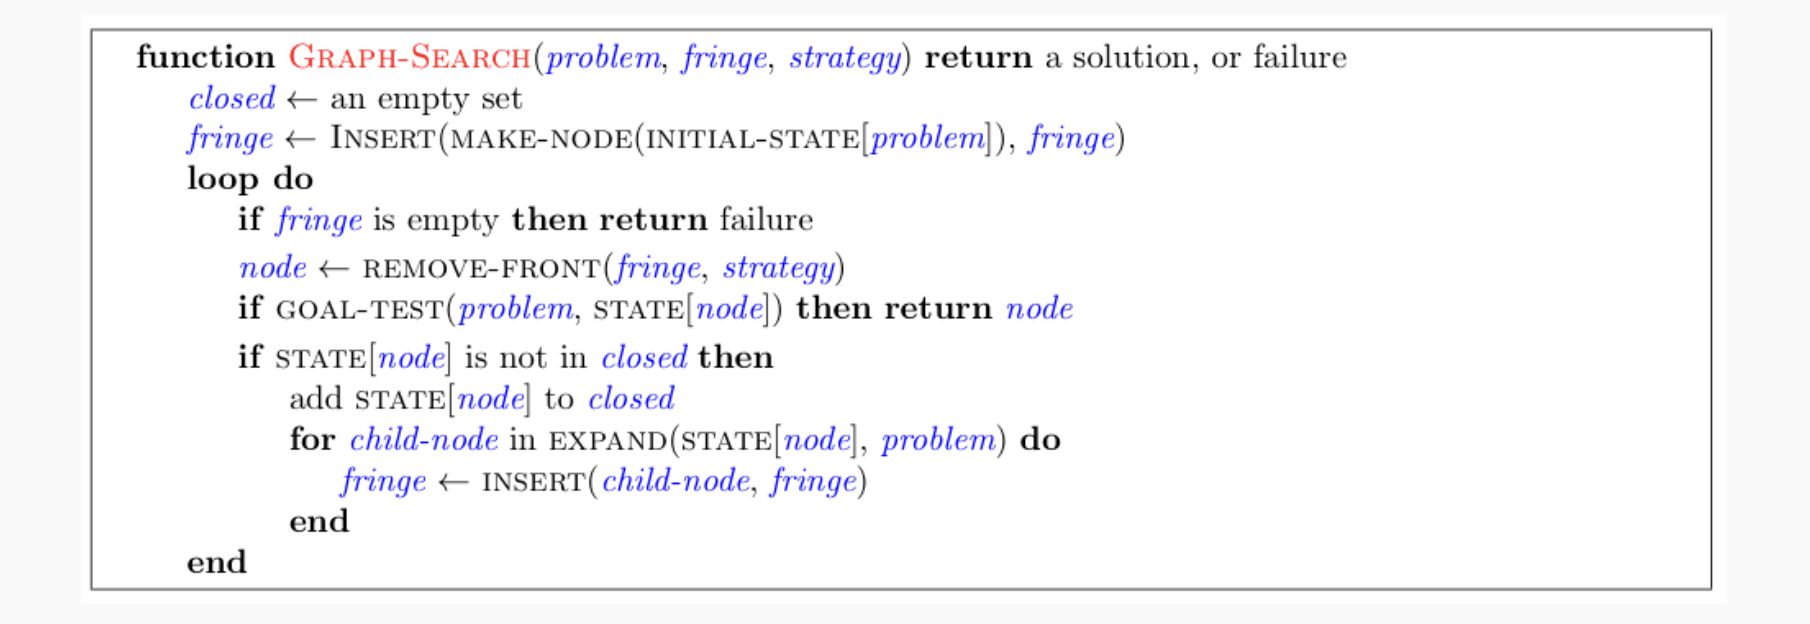 function GRAPH-SEARCH(problem, fringe, strategy) return a solution, or failure
closed ← an empty set
fringe ← INSERT(MAKE-NODE(INITIAL-STATE[problem]), fringe)
loop do
if fringe is empty then return failure
node ← REMOVE-FRONT(fringe, strategy)
if GOAL-TEST(problem, STATE[node]) then return node
if STATE[node] is not in closed then
add STATE[node] to closed
for child-node in EXPAND(STATE[node], problem) do
fringe ← INSERT(child-node, fringe)
end
end